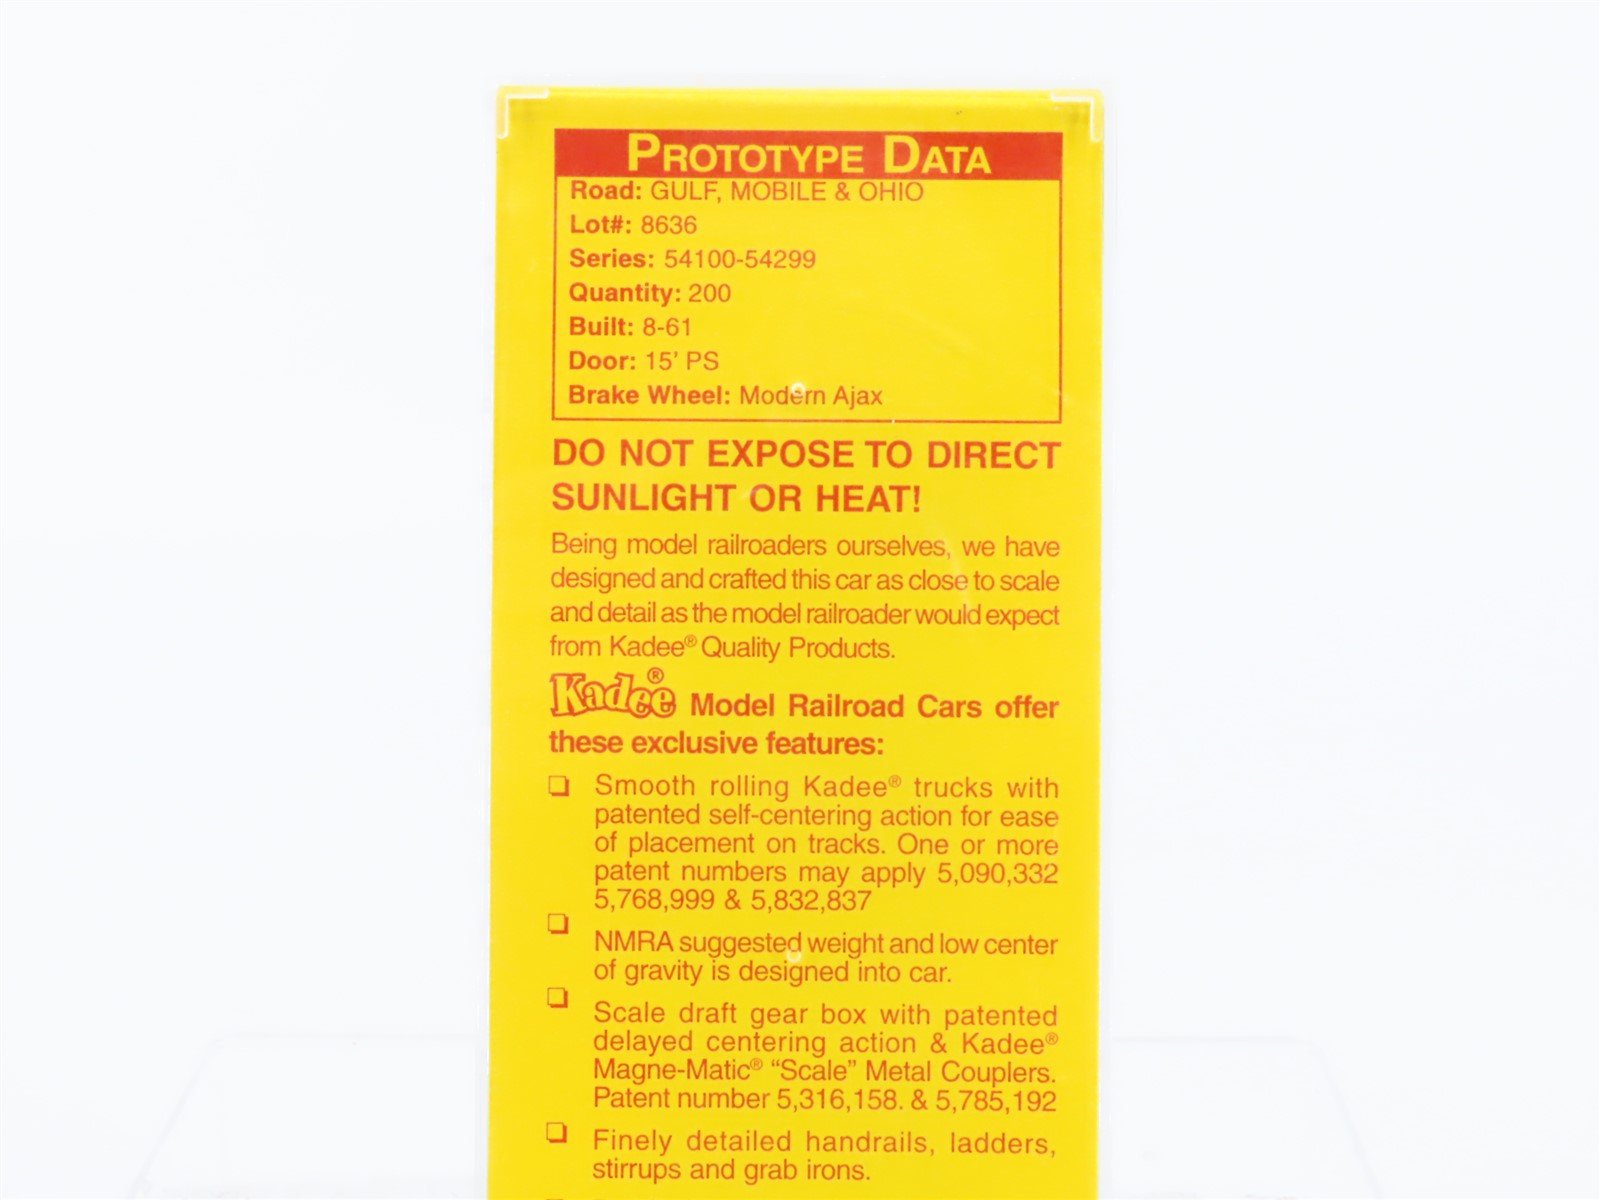 PROTOTYPE DATA
Road: GULF, MOBILE & OHIO
Lot#: 8636
Series: 54100-54299
Quantity: 200
Built: 8-61
Door: 15' PS
Brake Wheel: Modern Ajax
DO NOT EXPOSE TO DIRECT
SUNLIGHT OR HEAT!
Being model railroaders ourselves, we have
designed and crafted this car as close to scale
and detail as the model railroader would expect
from Kadee® Quality Products.
Kadee® Model Railroad Cars offer
these exclusive features:
❑ Smooth rolling Kadee® trucks with
patented self-centering action for ease
of placement on tracks. One or more
patent numbers may apply 5,090,332
5,768,999 & 5,832,837
❑ NMRA suggested weight and low center
of gravity is designed into car.
❑ Scale draft gear box with patented
delayed centering action & Kadee®
Magne-Matic® “Scale” Metal Couplers.
Patent number 5,316,158. & 5,785,192
❑ Finely detailed handrails, ladders,
stirrups and grab irons.